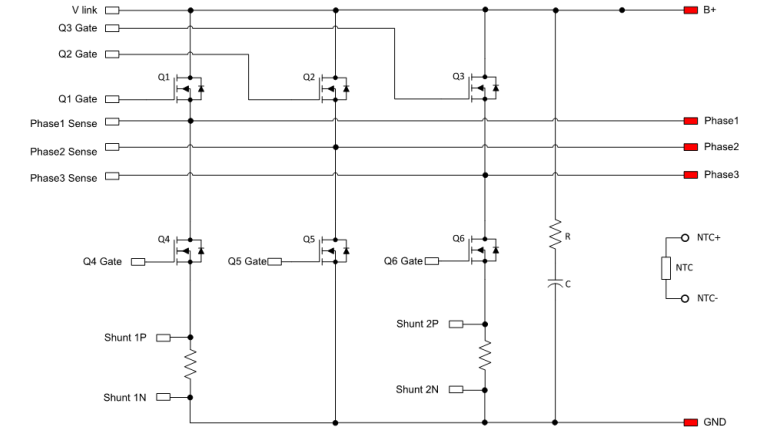 V link
B+
Q3 Gate
Q2 Gate
Q1
Q2
Q3
Q1 Gate
Phase1 Sense
Phase1
Phase2 Sense
Phase2
Phase3 Sense
Phase3
Q4
Q5
Q6
R
NTC+
Q4 Gate
Q5 Gate
Q6 Gate
NTC
C
NTC-
Shunt 2P
Shunt 1P
Shunt 2N
Shunt 1N
GND